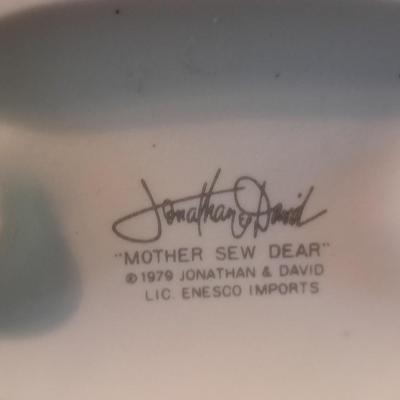 Jonathan & David
"MOTHER SEW DEAR"
© 1979 JONATHAN & DAVID
LIC. ENESCO IMPORTS